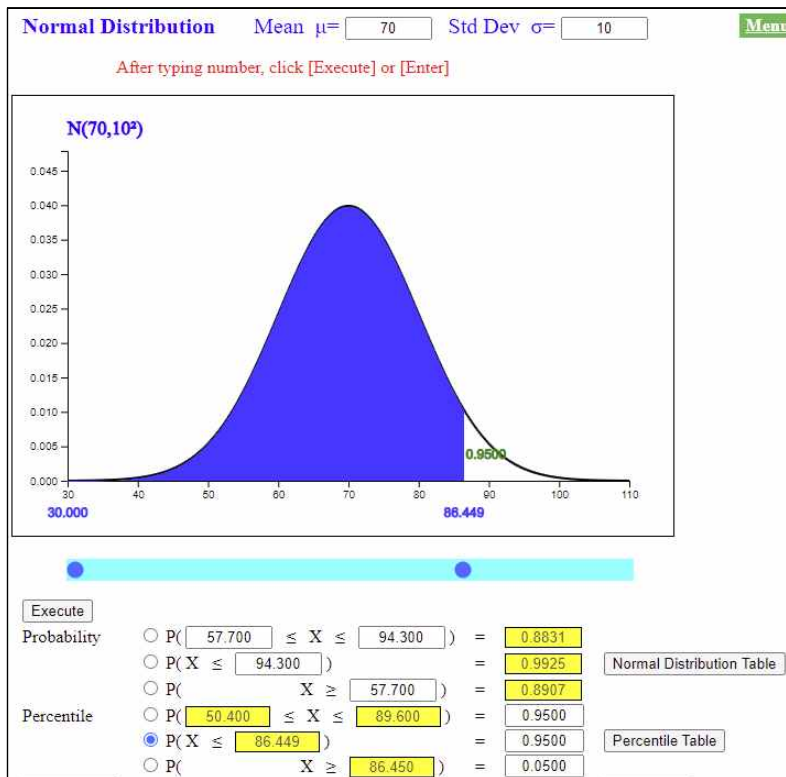 Normal Distribution Mean μ= 70 Std Dev σ= 10 Menu
After typing number, click [Execute] or [Enter]
N(70,10²)
0.045
0.040
0.035
0.030
0.025
0.020
0.015
0.010
0.005
0.9500
0.000
30 40 50 60 70 80 90 100 110
30.000 86.449
Execute
Probability P( 57.700 ≤ X ≤ 94.300 ) = 0.8831
P( X ≤ 94.300 ) = 0.9925 Normal Distribution Table
P( X ≥ 57.700 ) = 0.8907
Percentile P( 50.400 ≤ X ≤ 89.600 ) = 0.9500
P( X ≤ 86.449 ) = 0.9500 Percentile Table
P( X ≥ 86.450 ) = 0.0500